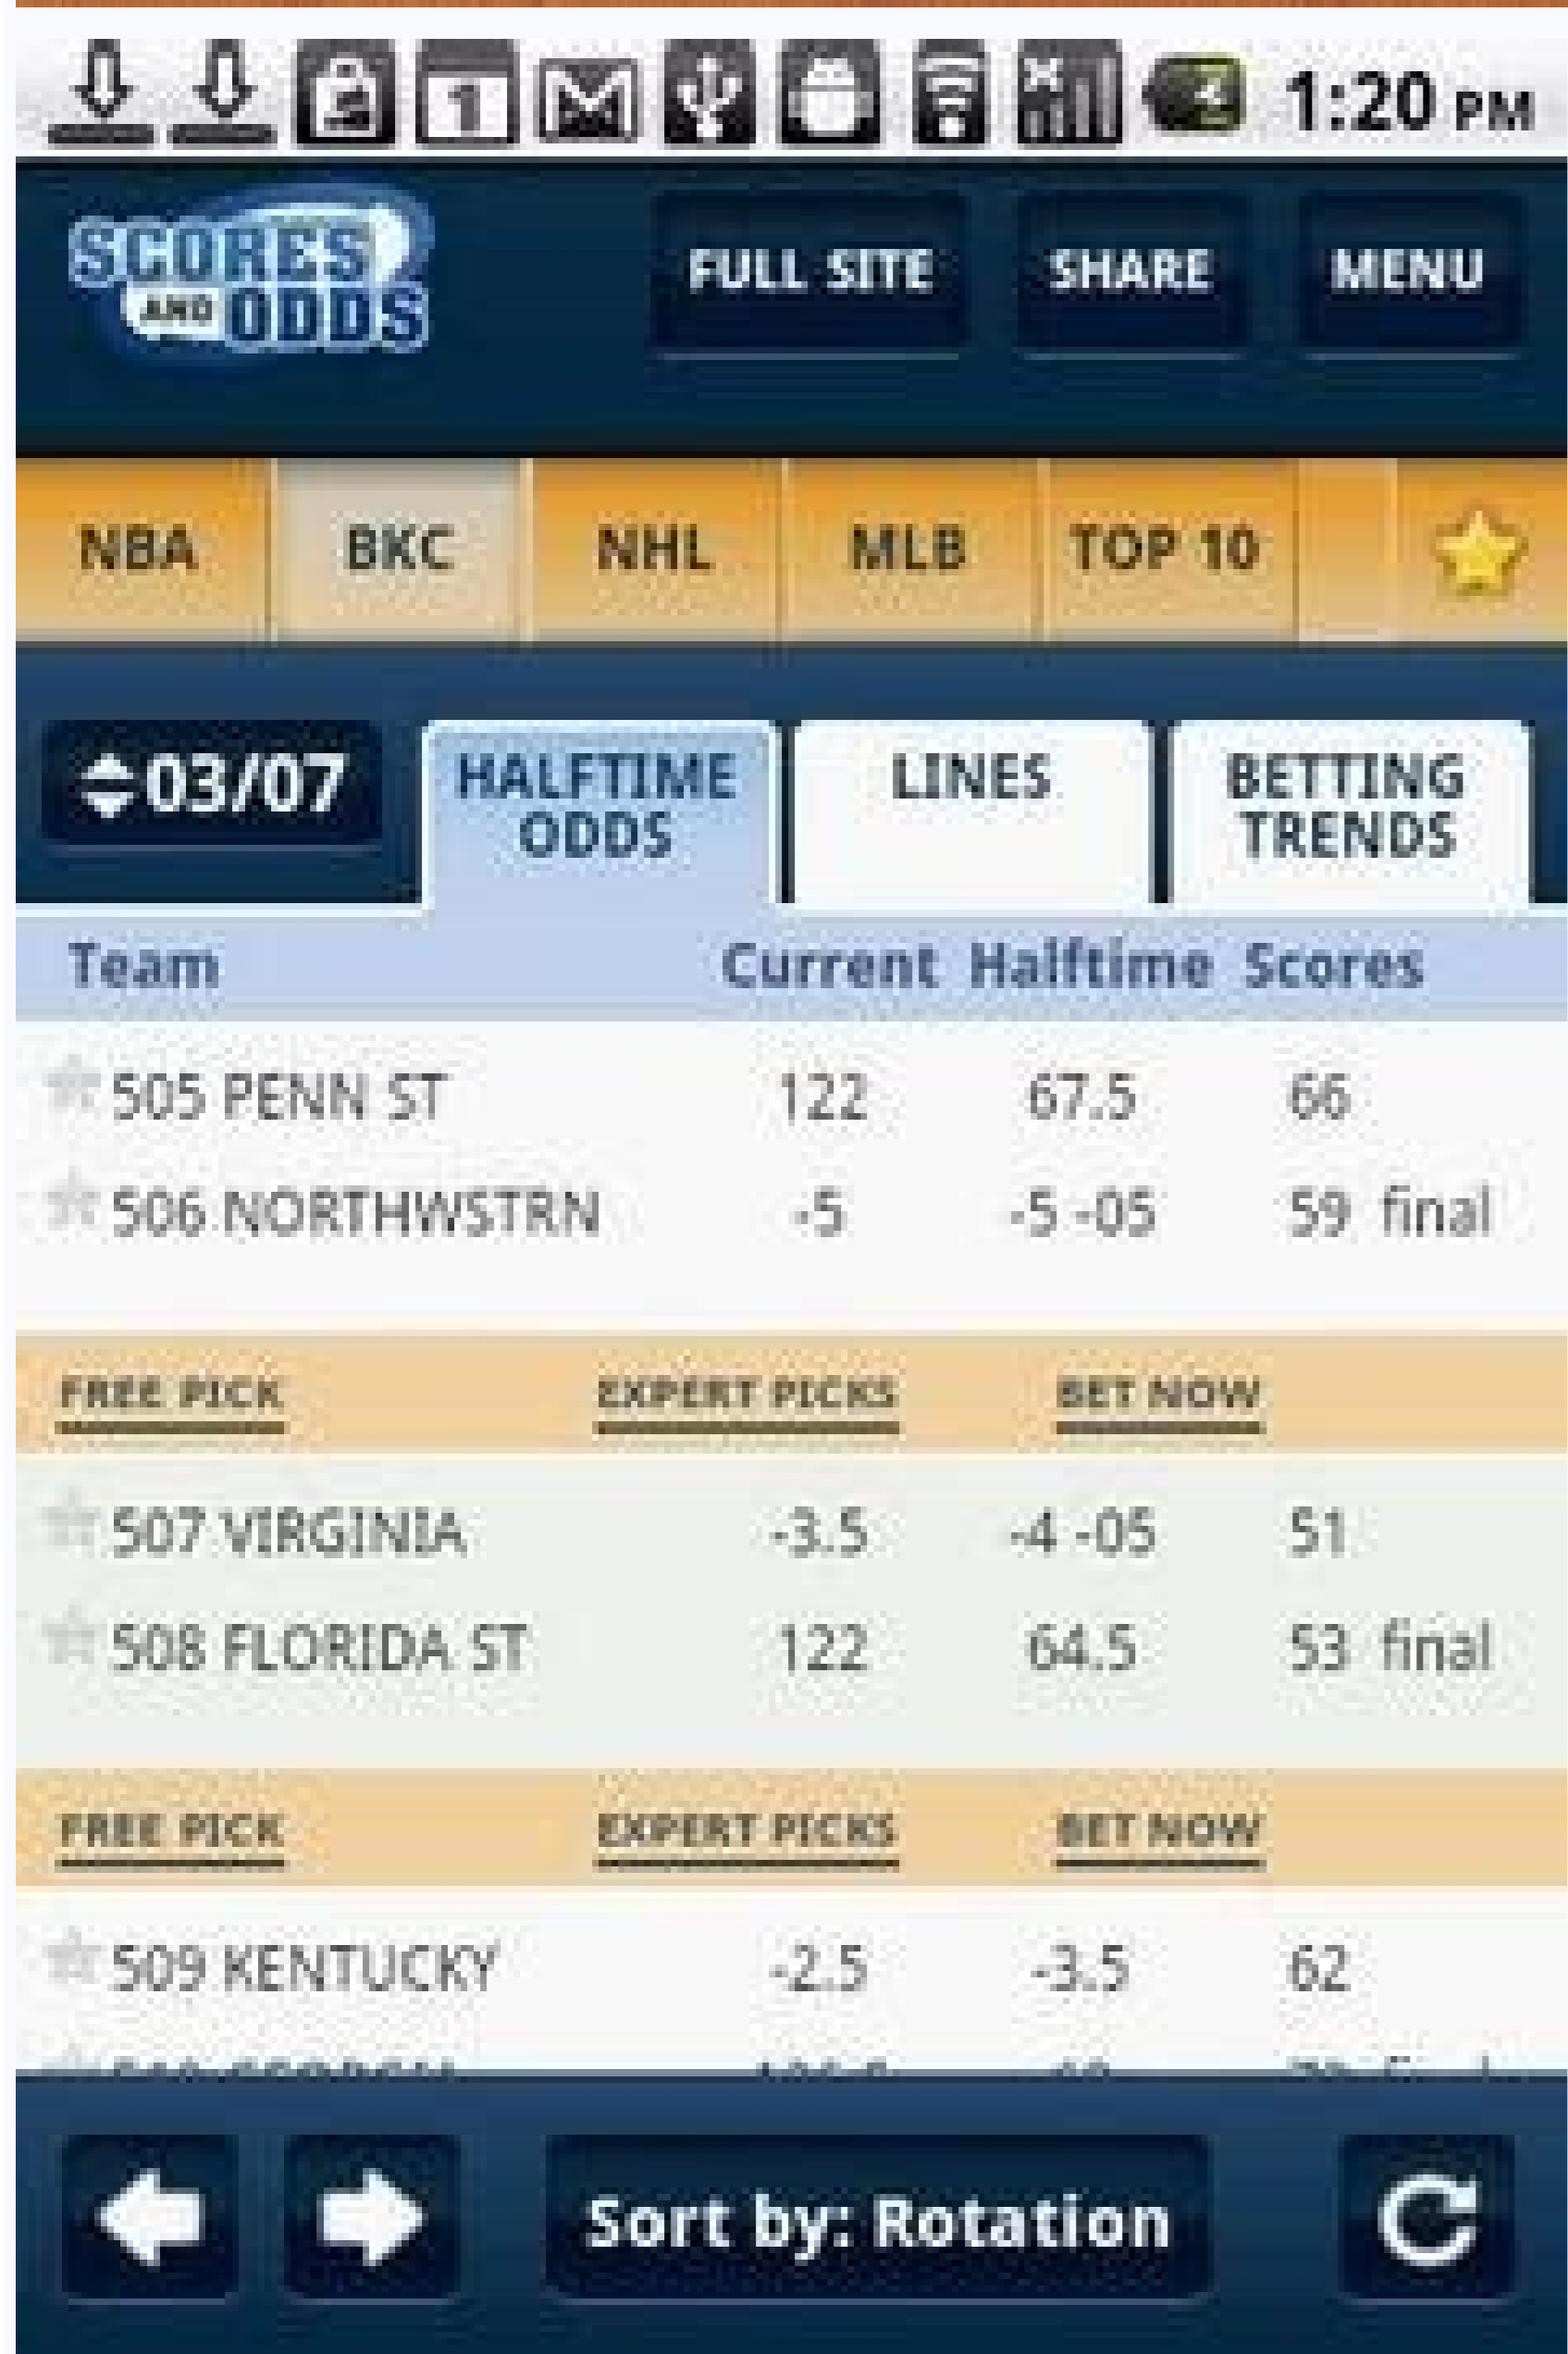 1:20 PM
SCORES
AND ODDS
FULL SITE SHARE MENU
NBA BKC NHL MLB TOP 10
03/07 HALFTIME ODDS LINES BETTING TRENDS
Team Current Halftime Scores
505 PENN ST 122 67.5 66
506 NORTHWSTRN -5 -5 -05 59 final
FREE PICK EXPERT PICKS BET NOW
507 VIRGINIA -3.5 -4 -05 51
508 FLORIDA ST 122 64.5 53 final
FREE PICK EXPERT PICKS BET NOW
509 KENTUCKY -2.5 -3.5 62
Sort by: Rotation